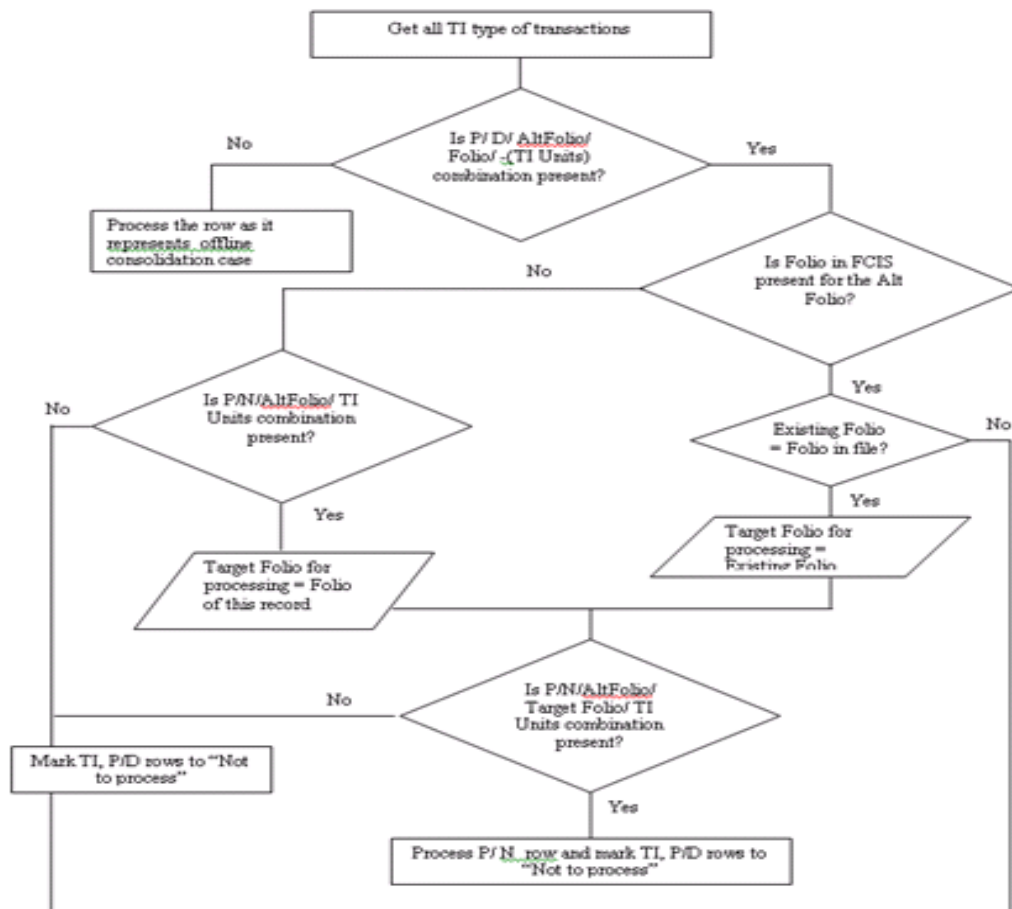 Get all TI type of transactions
Is P/ D/ AltFolio/
Folio/ -(TI Units)
combination present?
No
Yes
Process the row as it
represents offline
consolidation case
Is Folio in FCIS
present for the Alt
Folio?
No
Yes
Is P/N/AltFolio/ TI
Units combination
present?
No
Yes
Existing Folio
= Folio in file?
No
Yes
Target Folio for
processing = Folio
of this record
Target Folio for
processing =
Existing Folio
Is P/N/AltFolio/
Target Folio/ TI
Units combination
present?
No
Yes
Mark TI, P/D rows to “Not
to process”
Process P/ N row and mark TI, P/D rows to
“Not to process”